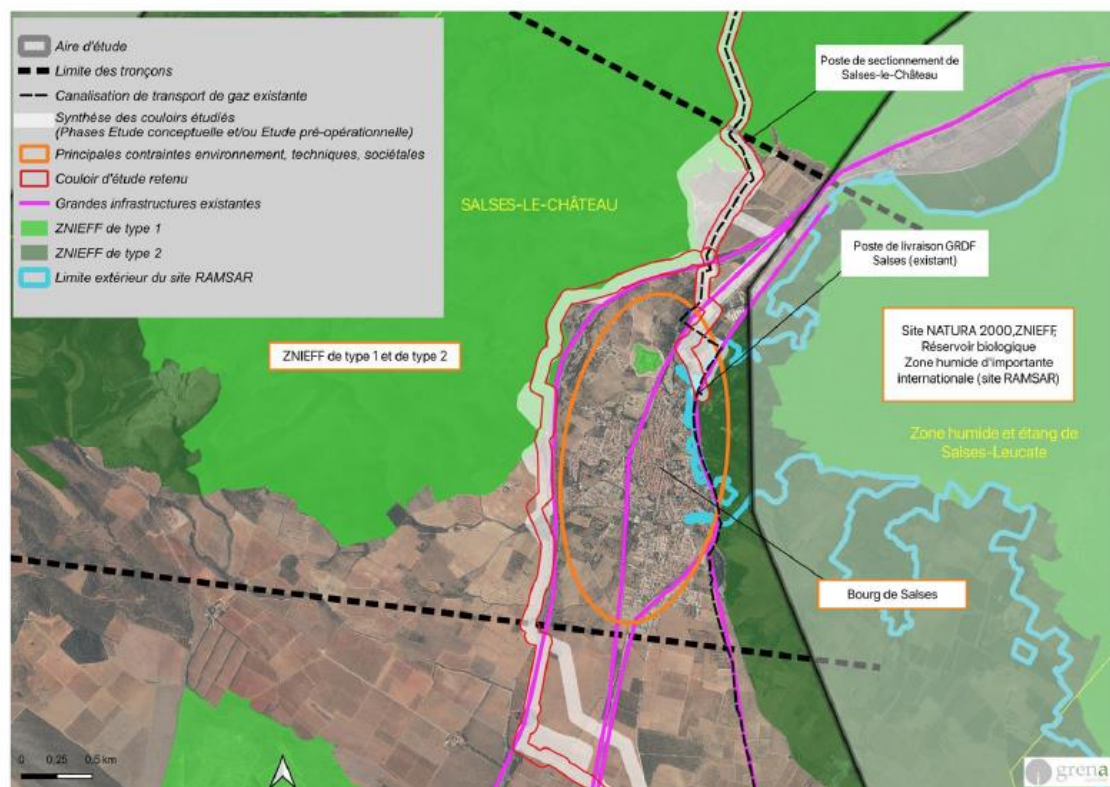 Aire d'étude
Limite des tronçons
Canalisation de transport de gaz existante
Synthèse des couloirs étudiés
(Phases Etude conceptuelle et/ou Etude pré-opérationnelle)
Principales contraintes environnement, techniques, sociétales
Couloir d'étude retenu
Grandes infrastructures existantes
ZNIEFF de type 1
ZNIEFF de type 2
Limite extérieur du site RAMSAR
Poste de sectionnement de
Salses-le-Château
SALSES-LE-CHÂTEAU
Poste de livraison GRDF
Salses (existant)
ZNIEFF de type 1 et de type 2
Site NATURA 2000,ZNIEFF,
Réservoir biologique
Zone humide d'importante
internationale (site RAMSAR)
Zone humide et étang de
Salses-Leucate
Bourg de Salses
0 0,25 0,5 km
grena